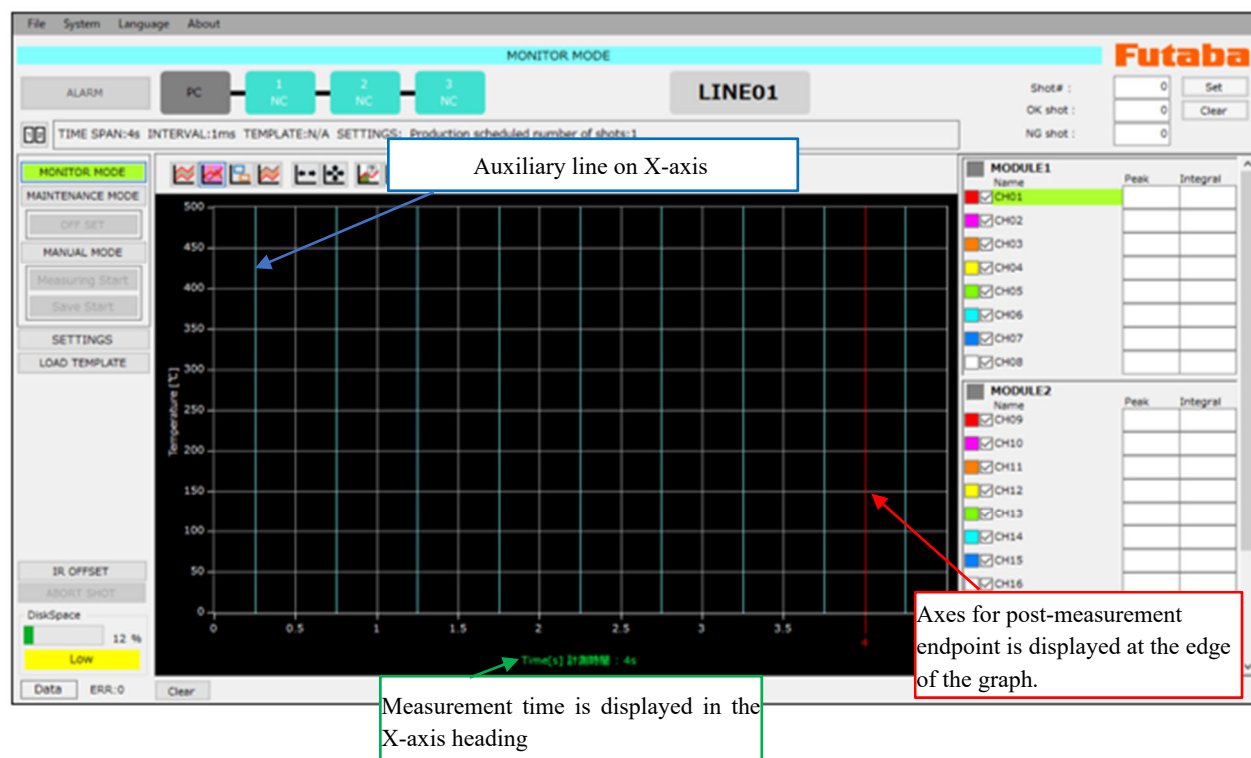 File System Language About
MONITOR MODE
Futaba
ALARM
PC
1
NC
2
NC
3
NC
LINE01
Shot# :
0
Set
OK shot :
0
Clear
NG shot :
0
TIME SPAN:4s INTERVAL:1ms TEMPLATE:N/A SETTINGS: Production scheduled number of shots:1
MONITOR MODE
MAINTENANCE MODE
OFF SET
MANUAL MODE
Measuring Start
Save Start
SETTINGS
LOAD TEMPLATE
IR OFFSET
ABORT SHOT
DiskSpace
12 %
Low
Data
ERR:0
Clear
Auxiliary line on X-axis
Temperature [℃]
500
450
400
350
300
250
200
150
100
50
0
0 0.5 1 1.5 2 2.5 3 3.5 4
Time[s] 計測時間 : 4s
Measurement time is displayed in the
X-axis heading
Axes for post-measurement
endpoint is displayed at the edge
of the graph.
MODULE1
Name Peak Integral
CH01
CH02
CH03
CH04
CH05
CH06
CH07
CH08
MODULE2
Name Peak Integral
CH09
CH10
CH11
CH12
CH13
CH14
CH15
CH16